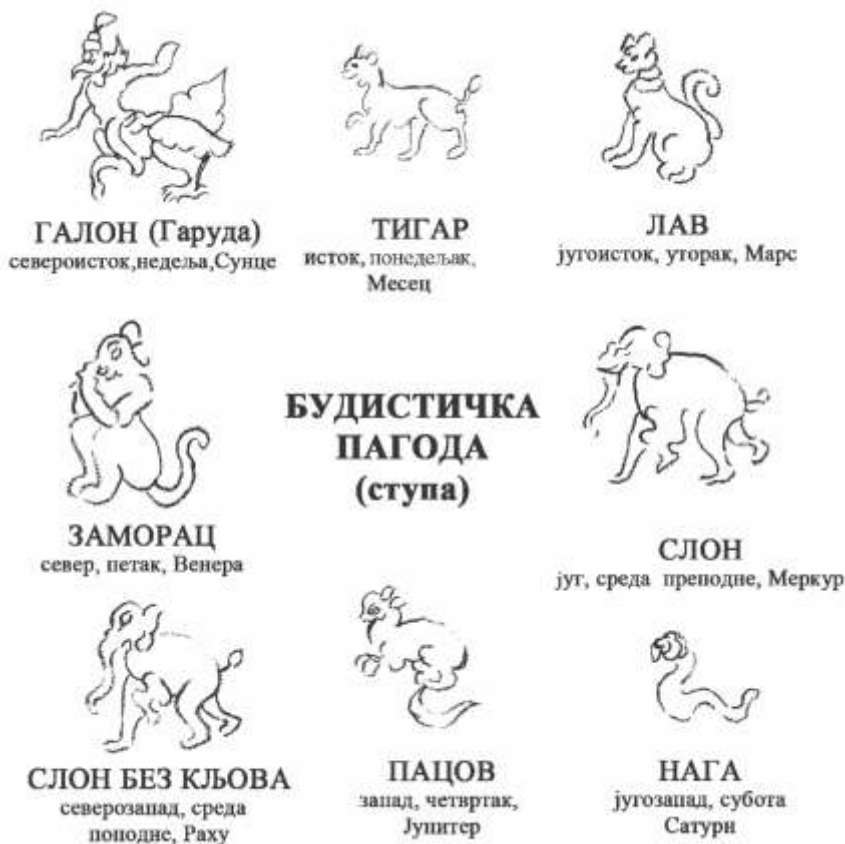 ГАЛОН (Гаруда)
североисток,недеља,Сунце
ТИГАР
исток, понедељак,
Месец
ЛАВ
југоисток, уторак, Марс
ЗАМОРАЦ
север, петак, Венера
БУДИСТИЧКА
ПАГОДА
(ступа)
СЛОН
југ, среда преподне, Меркур
СЛОН БЕЗ КЉОВА
северозапад, среда
поподне, Раху
ПАЦОВ
запад, четвртак,
Јупитер
НАГА
југозапад, субота
Сатурн